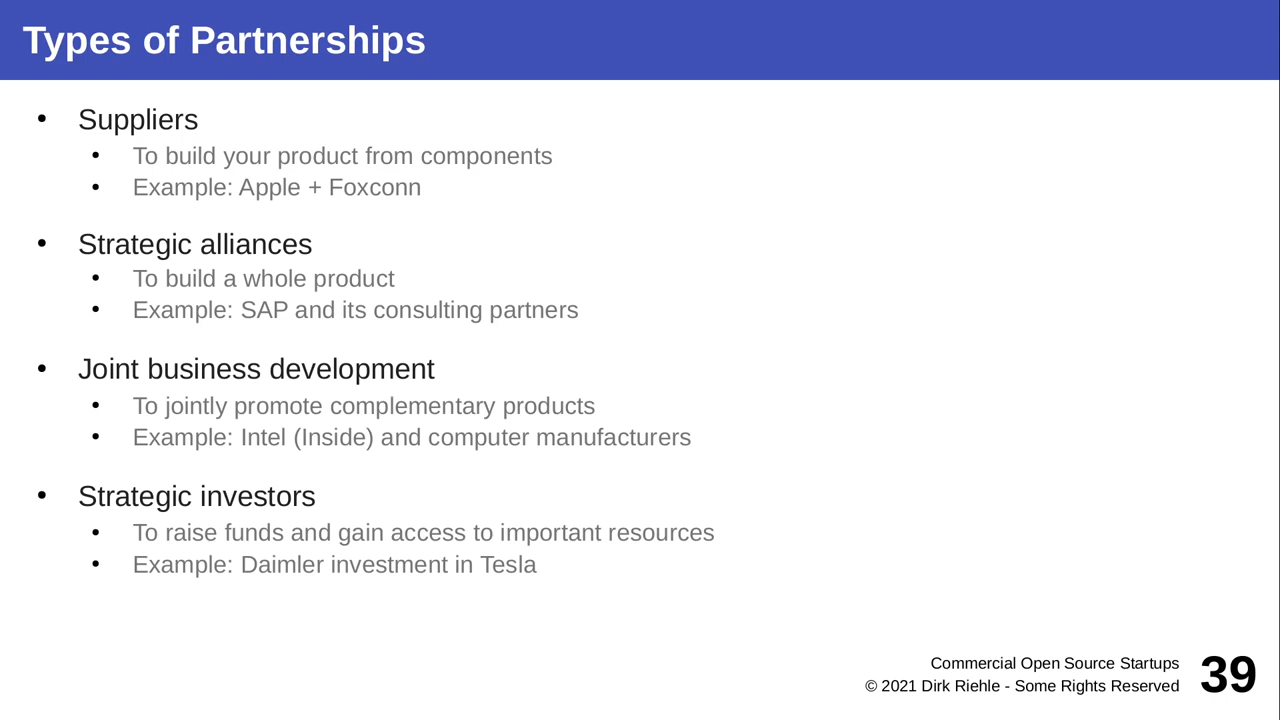 Types of Partnerships
• Suppliers
• To build your product from components
• Example: Apple + Foxconn
• Strategic alliances
• To build a whole product
• Example: SAP and its consulting partners
• Joint business development
• To jointly promote complementary products
• Example: Intel (Inside) and computer manufacturers
• Strategic investors
• To raise funds and gain access to important resources
• Example: Daimler investment in Tesla
Commercial Open Source Startups
© 2021 Dirk Riehle - Some Rights Reserved
39